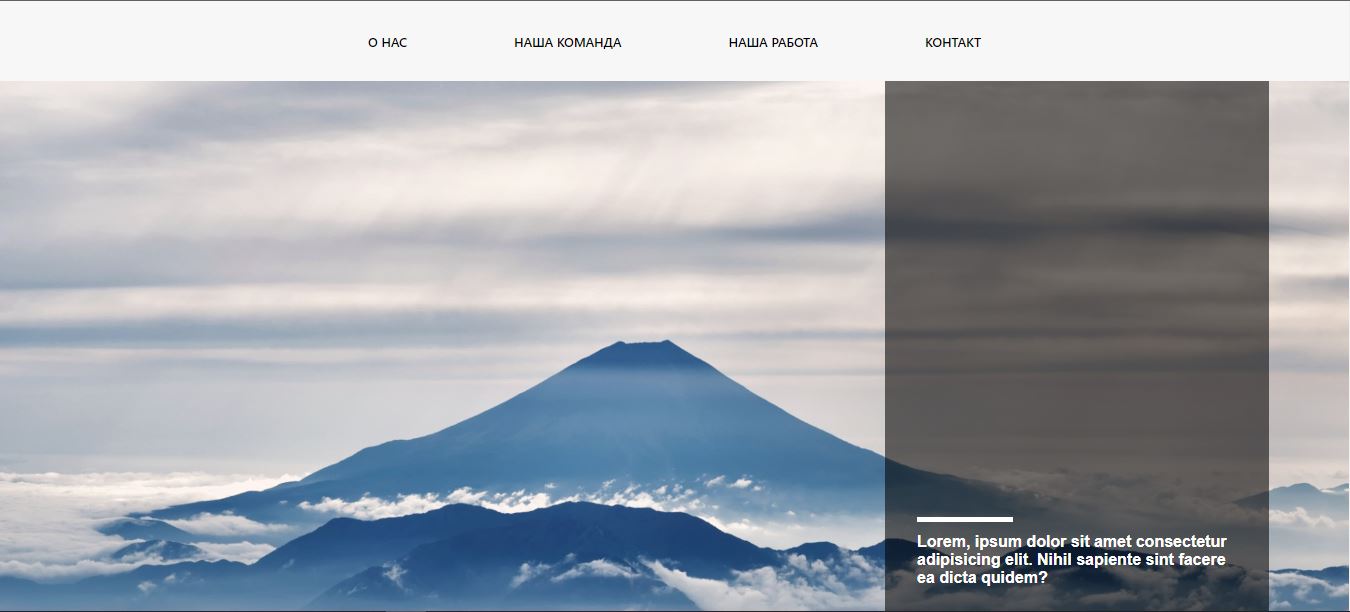 О НАС НАША КОМАНДА НАША РАБОТА КОНТАКТ
Lorem, ipsum dolor sit amet consectetur
adipisicing elit. Nihil sapiente sint facere
ea dicta quidem?